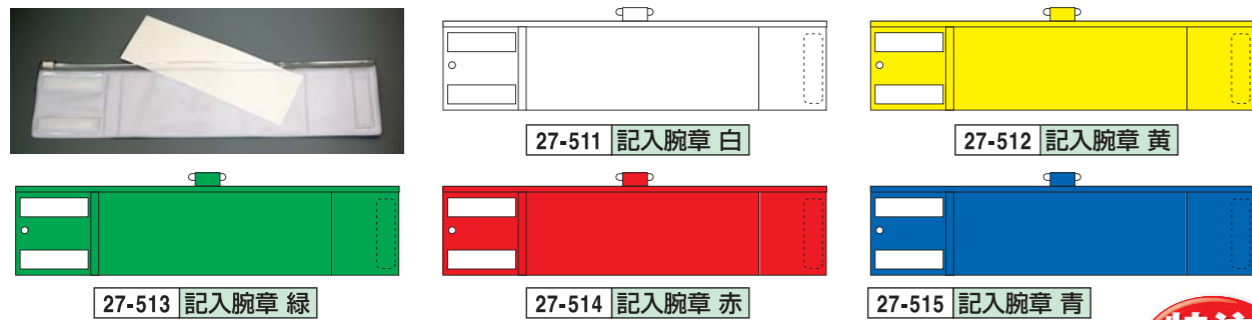 27-511 記入腕章 白
27-512 記入腕章 黄
27-513 記入腕章 緑
27-514 記入腕章 赤
27-515 記入腕章 青